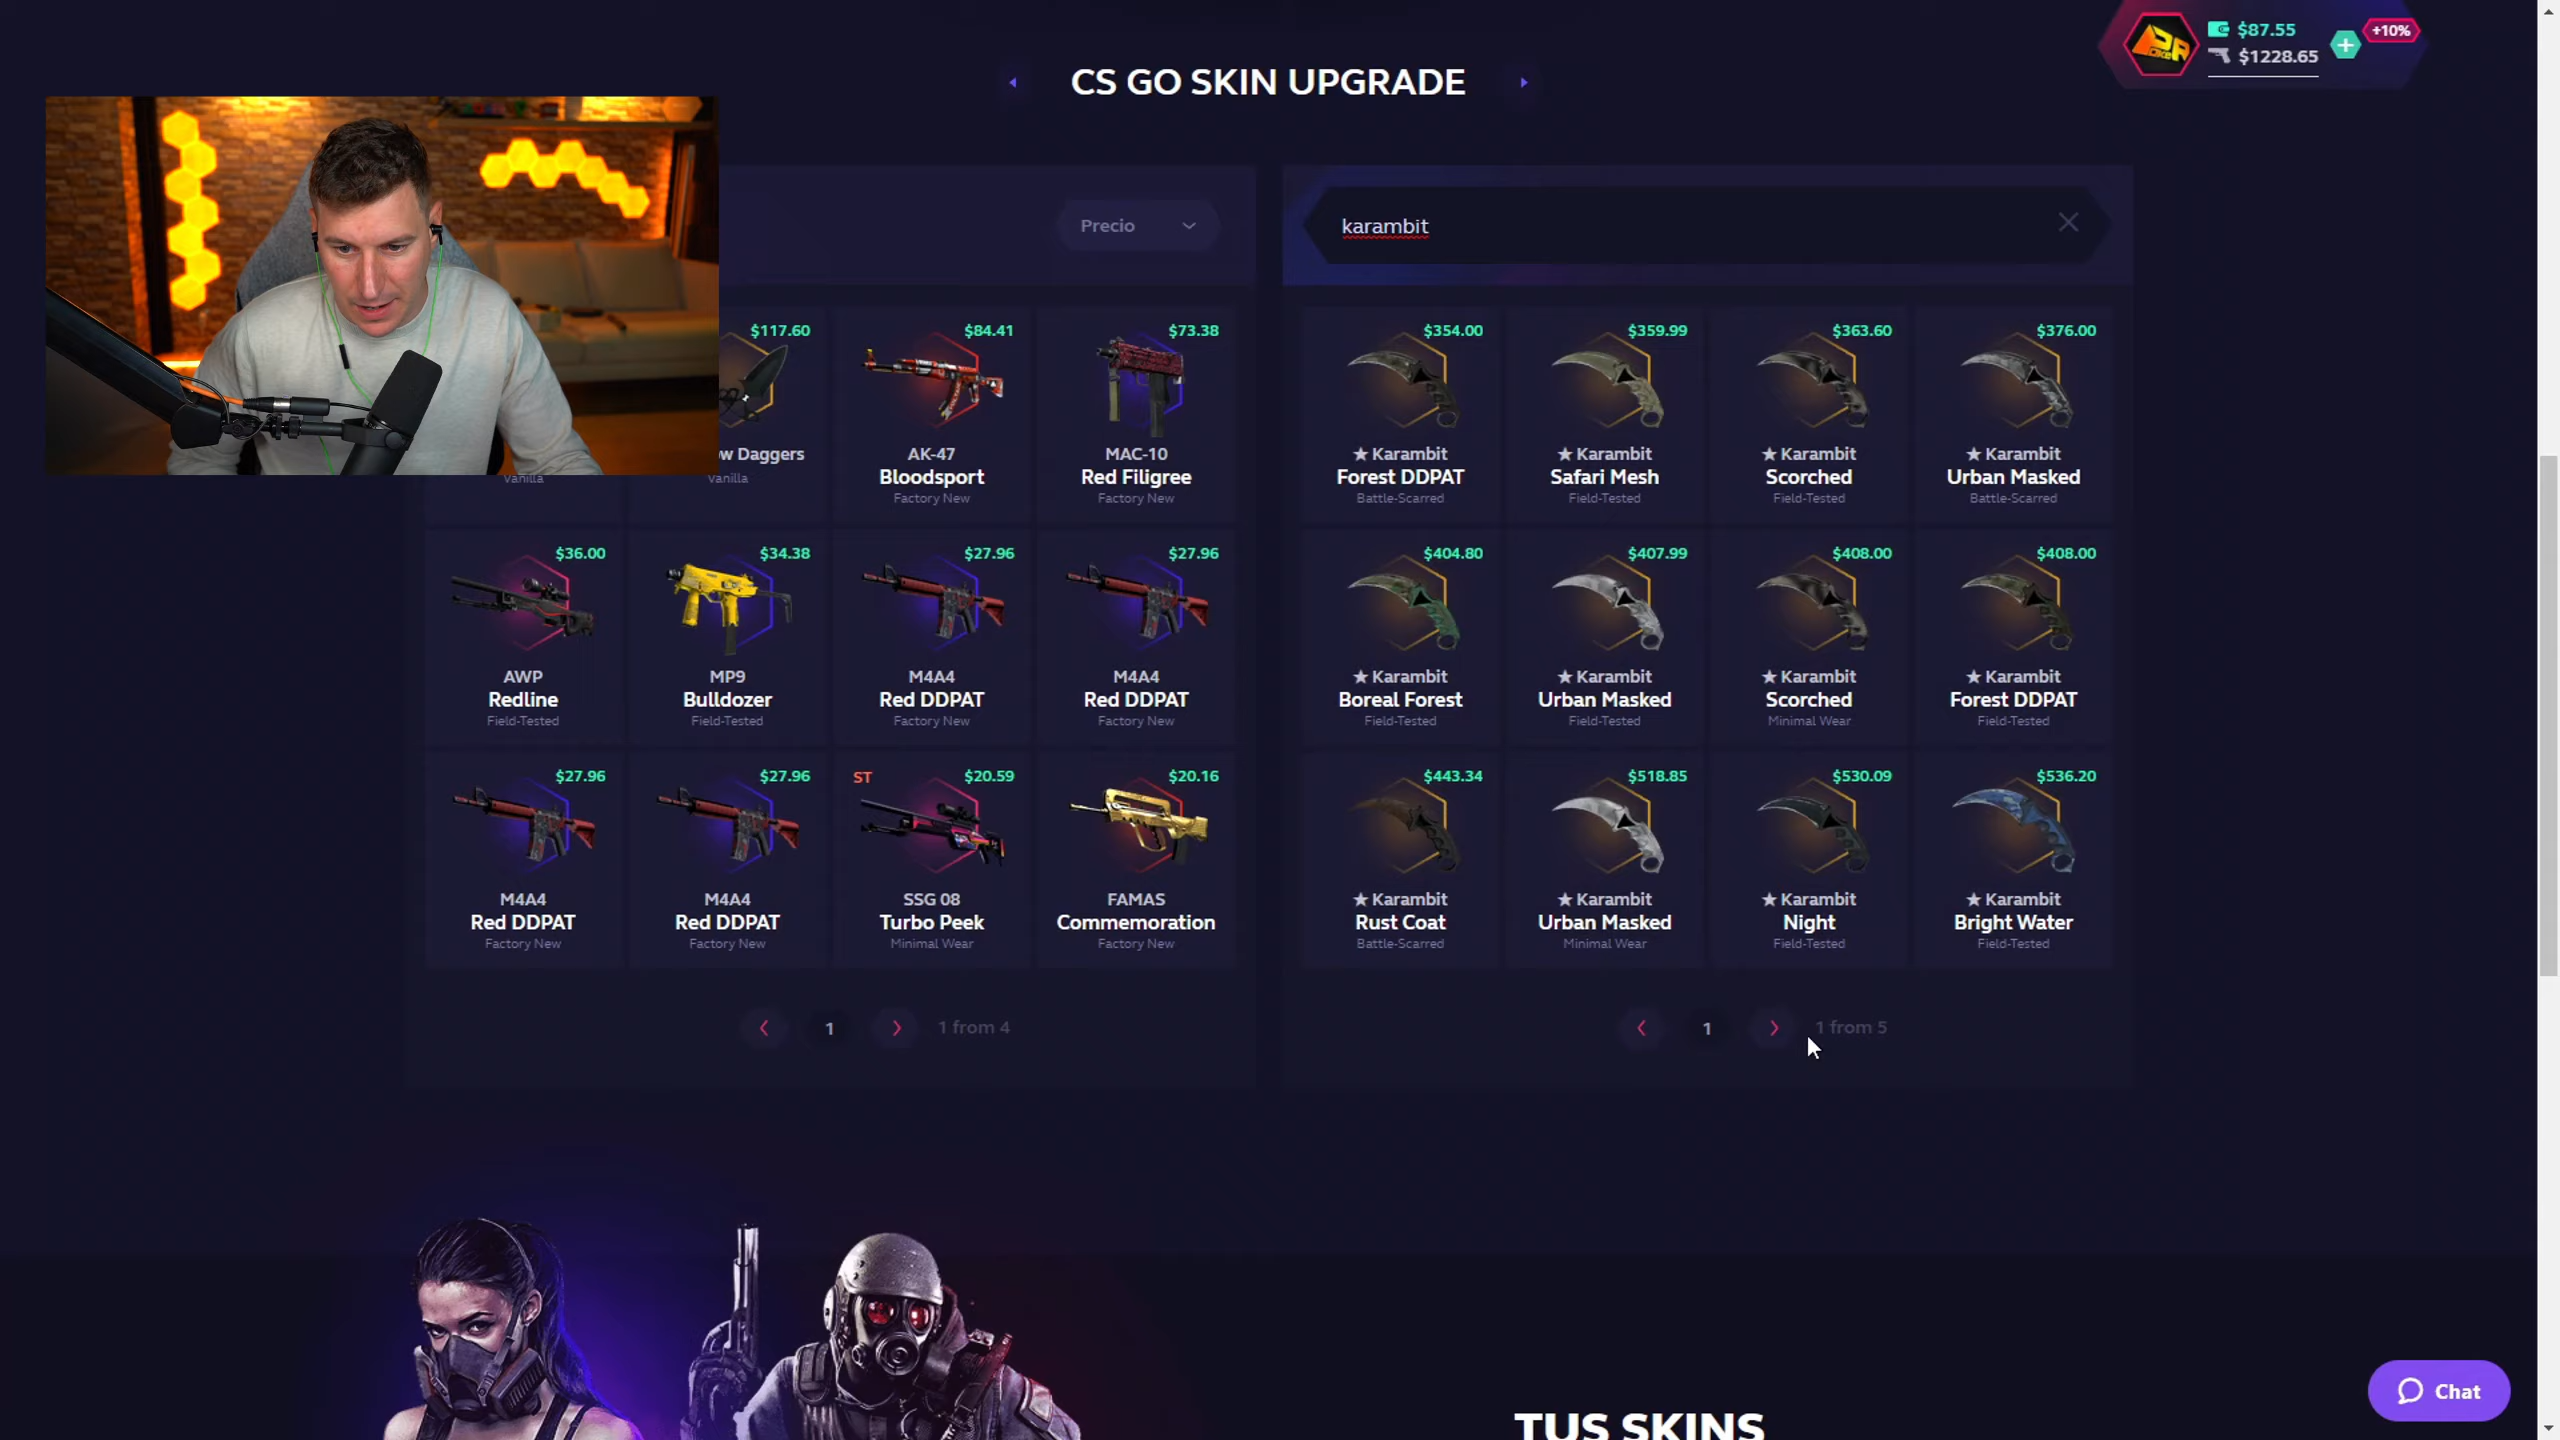 $87.55
+10%
$1228.65
CS GO SKIN UPGRADE
Precio
karambit
$117.60
$84.41
$73.38
w Daggers
AK-47
MAC-10
Bloodsport
Red Filigree
Vanilla
Vanilla
Factory New
Factory New
$354.00
$359.99
$363.60
$376.00
★ Karambit
★ Karambit
★ Karambit
★ Karambit
Forest DDPAT
Safari Mesh
Scorched
Urban Masked
Battle-Scarred
Field-Tested
Field-Tested
Battle-Scarred
$36.00
$34.38
$27.96
$27.96
AWP
MP9
M4A4
M4A4
Redline
Bulldozer
Red DDPAT
Red DDPAT
Field-Tested
Field-Tested
Factory New
Factory New
$404.80
$407.99
$408.00
$408.00
★ Karambit
★ Karambit
★ Karambit
★ Karambit
Boreal Forest
Urban Masked
Scorched
Forest DDPAT
Field-Tested
Field-Tested
Minimal Wear
Field-Tested
$27.96
$27.96
ST
$20.59
$20.16
M4A4
M4A4
SSG 08
FAMAS
Red DDPAT
Red DDPAT
Turbo Peek
Commemoration
Factory New
Factory New
Minimal Wear
Factory New
$443.34
$518.85
$530.09
$536.20
★ Karambit
★ Karambit
★ Karambit
★ Karambit
Rust Coat
Urban Masked
Night
Bright Water
Battle-Scarred
Minimal Wear
Field-Tested
Field-Tested
1
1 from 4
1
1 from 5
TUS SKINS
Chat